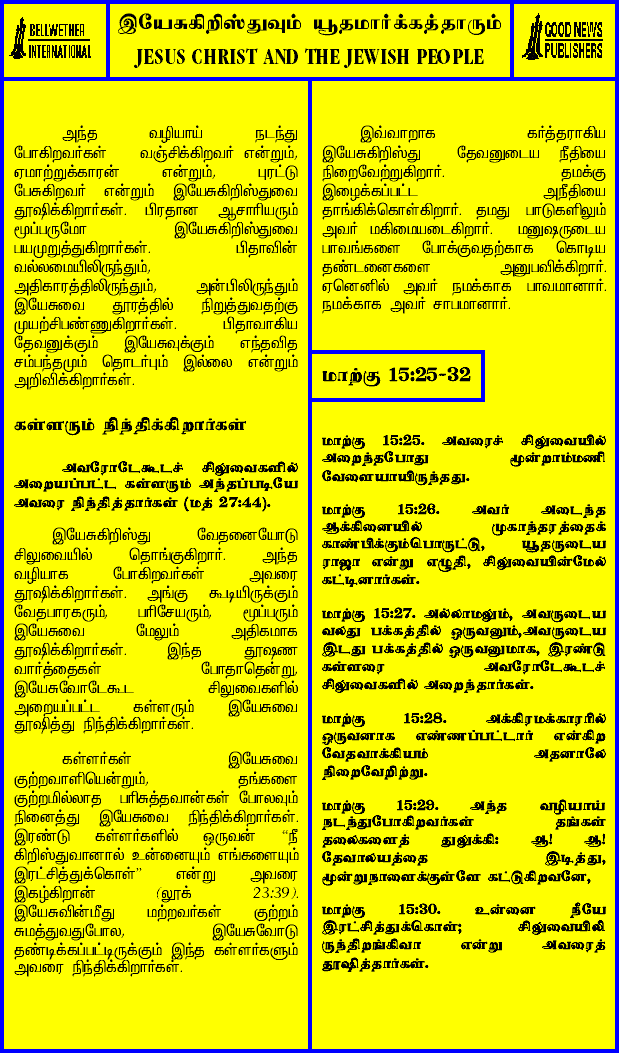 BELLWETHER
INTERNATIONAL
இயேசுகிறிஸ்துவும் யூதமார்க்கத்தாரும்
JESUS CHRIST AND THE JEWISH PEOPLE
GOOD NEWS
PUBLISHERS
அந்த வழியாய் நடந்து
போகிறவர்கள் வஞ்சிக்கிறவர் என்றும்,
ஏமாற்றுக்காரன் என்றும், புரட்டு
பேசுகிறவர் என்றும் இயேசுகிறிஸ்துவை
தூஷிக்கிறார்கள். பிரதான ஆசாரியரும்
மூப்பருமோ இயேசுகிறிஸ்துவை
பயமுறுத்துகிறார்கள். பிதாவின்
வல்லமையிலிருந்தும்,
அதிகாரத்திலிருந்தும், அன்பிலிருந்தும்
இயேசுவை தூரத்தில் நிறுத்துவதற்கு
முயற்சிபண்ணுகிறார்கள். பிதாவாகிய
தேவனுக்கும் இயேசுவுக்கும் எந்தவித
சம்பந்தமும் தொடர்பும் இல்லை என்றும்
அறிவிக்கிறார்கள்.
கள்ளரும் நிந்திக்கிறார்கள்
அவரோடேகூடச் சிலுவைகளில்
அறையப்பட்ட கள்ளரும் அந்தப்படியே
அவரை நிந்தித்தார்கள் (மத் 27:44).
இயேசுகிறிஸ்து வேதனையோடு
சிலுவையில் தொங்குகிறார். அந்த
வழியாக போகிறவர்கள் அவரை
தூஷிக்கிறார்கள். அங்கு கூடியிருக்கும்
வேதபாரகரும், பரிசேயரும், மூப்பரும்
இயேசுவை மேலும் அதிகமாக
தூஷிக்கிறார்கள். இந்த தூஷண
வார்த்தைகள் போதாதென்று,
இயேசுவோடேகூட சிலுவைகளில்
அறையப்பட்ட கள்ளரும் இயேசுவை
தூஷித்து நிந்திக்கிறார்கள்.
கள்ளர்கள் இயேசுவை
குற்றவாளியென்றும், தங்களை
குற்றமில்லாத பரிசுத்தவான்கள் போலவும்
நினைத்து இயேசுவை நிந்திக்கிறார்கள்.
இரண்டு கள்ளர்களில் ஒருவன் “நீ
கிறிஸ்துவானால் உன்னையும் எங்களையும்
இரட்சித்துக்கொள்” என்று அவரை
இகழ்கிறான் (லூக் 23:39).
இயேசுவின்மீது மற்றவர்கள் குற்றம்
சுமத்துவதுபோல, இயேசுவோடு
தண்டிக்கப்பட்டிருக்கும் இந்த கள்ளர்களும்
அவரை நிந்திக்கிறார்கள்.
இவ்வாறாக கர்த்தராகிய
இயேசுகிறிஸ்து தேவனுடைய நீதியை
நிறைவேற்றுகிறார். தமக்கு
இழைக்கப்பட்ட அநீதியை
தாங்கிக்கொள்கிறார். தமது பாடுகளிலும்
அவர் மகிமையடைகிறார். மனுஷருடைய
பாவங்களை போக்குவதற்காக கொடிய
தண்டனைகளை அனுபவிக்கிறார்.
ஏனெனில் அவர் நமக்காக பாவமானார்.
நமக்காக அவர் சாபமானார்.
மாற்கு 15:25-32
மாற்கு 15:25. அவரைச் சிலுவையில்
அறைந்தபோது மூன்றாம்மணி
வேளையாயிருந்தது.
மாற்கு 15:26. அவர் அடைந்த
ஆக்கினையில் முகாந்தரத்தைக்
காண்பிக்கும்பொருட்டு, யூதருடைய
ராஜா என்று எழுதி, சிலுவையின்மேல்
கட்டினார்கள்.
மாற்கு 15:27. அல்லாமலும், அவருடைய
வலது பக்கத்தில் ஒருவனும்,அவருடைய
இடது பக்கத்தில் ஒருவனுமாக, இரண்டு
கள்ளரை அவரோடேகூடச்
சிலுவைகளில் அறைந்தார்கள்.
மாற்கு 15:28. அக்கிரமக்காரரில்
ஒருவனாக எண்ணப்பட்டார் என்கிற
வேதவாக்கியம் அதனாலே
நிறைவேறிற்று.
மாற்கு 15:29. அந்த வழியாய்
நடந்துபோகிறவர்கள் தங்கள்
தலைகளைத் துலுக்கி: ஆ! ஆ!
தேவாலயத்தை இடித்து,
மூன்றுநாளைக்குள்ளே கட்டுகிறவனே,
மாற்கு 15:30. உன்னை நீயே
இரட்சித்துக்கொள்; சிலுவையிலி
ருந்திறங்கிவா என்று அவரைத்
தூஷித்தார்கள்.